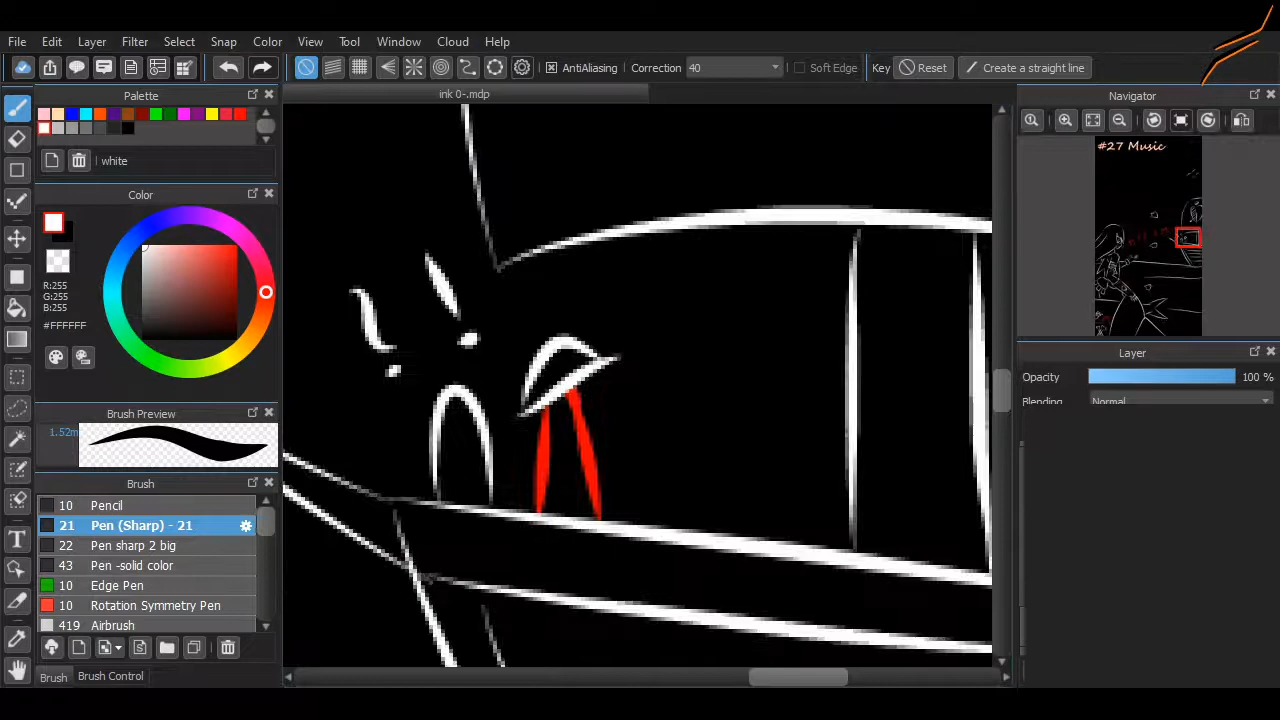 File Edit Layer Filter Select Snap Color View Tool Window Cloud Help
AntiAliasing Correction 40 Soft Edge Key Reset Create a straight line
Palette
white
Color
R:255
G:255
B:255
#FFFFFF
Brush Preview
1.52m
Brush
10 Pencil
21 Pen (Sharp) - 21
22 Pen sharp 2 big
43 Pen -solid color
10 Edge Pen
10 Rotation Symmetry Pen
419 Airbrush
Brush Brush Control
ink 0-.mdp
Navigator
#27 Music
Layer
Opacity 100 %
Blending Normal